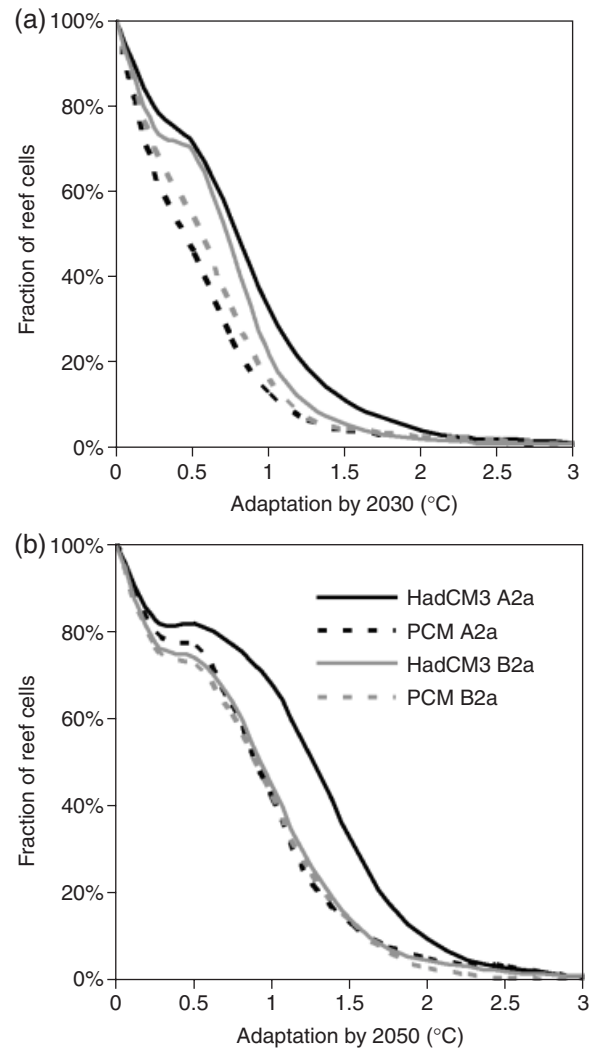 (a)
100%
80%
60%
40%
20%
0%
Fraction of reef cells
0 0.5 1 1.5 2 2.5 3
Adaptation by 2030 (°C)
(b)
100%
80%
60%
40%
20%
0%
Fraction of reef cells
HadCM3 A2a
PCM A2a
HadCM3 B2a
PCM B2a
0 0.5 1 1.5 2 2.5 3
Adaptation by 2050 (°C)